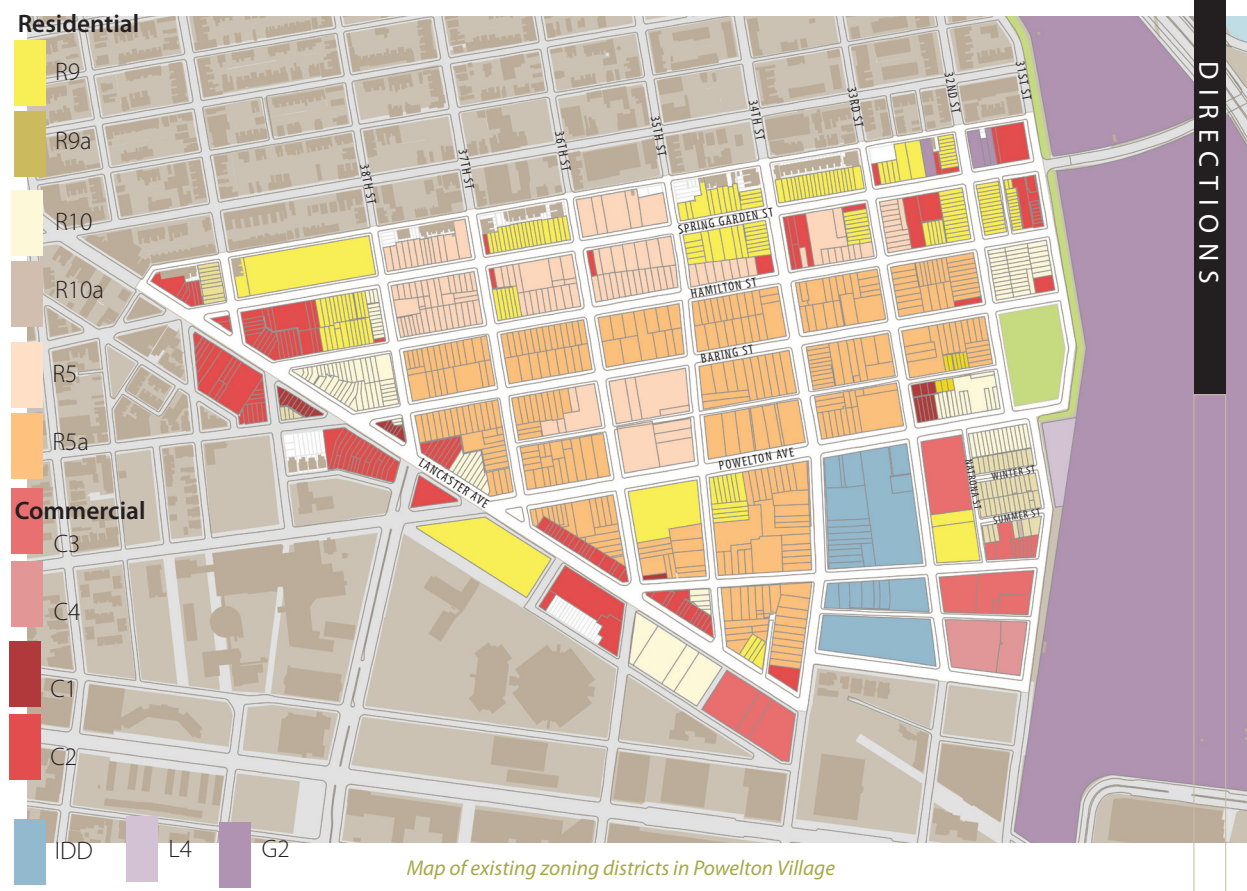 Residential
R9
R9a
R10
R10a
R5
R5a
Commercial
C3
C4
C1
C2
IDD
L4
G2
38TH ST
37TH ST
36TH ST
35TH ST
34TH ST
33RD ST
32ND ST
31ST ST
SPRING GARDEN ST
HAMILTON ST
BARING ST
POWELTON AVE
LANCASTER AVE
NATRONA ST
WINTER ST
SUMMER ST
DIRECTIONS
Map of existing zoning districts in Powelton Village